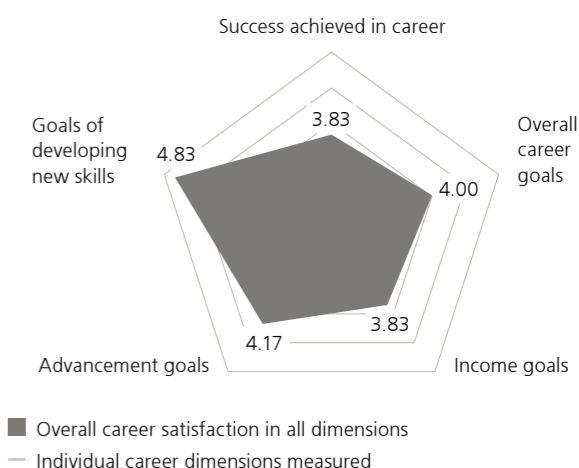 Success achieved in career
3.83
Goals of
developing
new skills
4.83
Overall
career
goals
4.00
3.83
4.17
Advancement goals
Income goals
Overall career satisfaction in all dimensions
Individual career dimensions measured